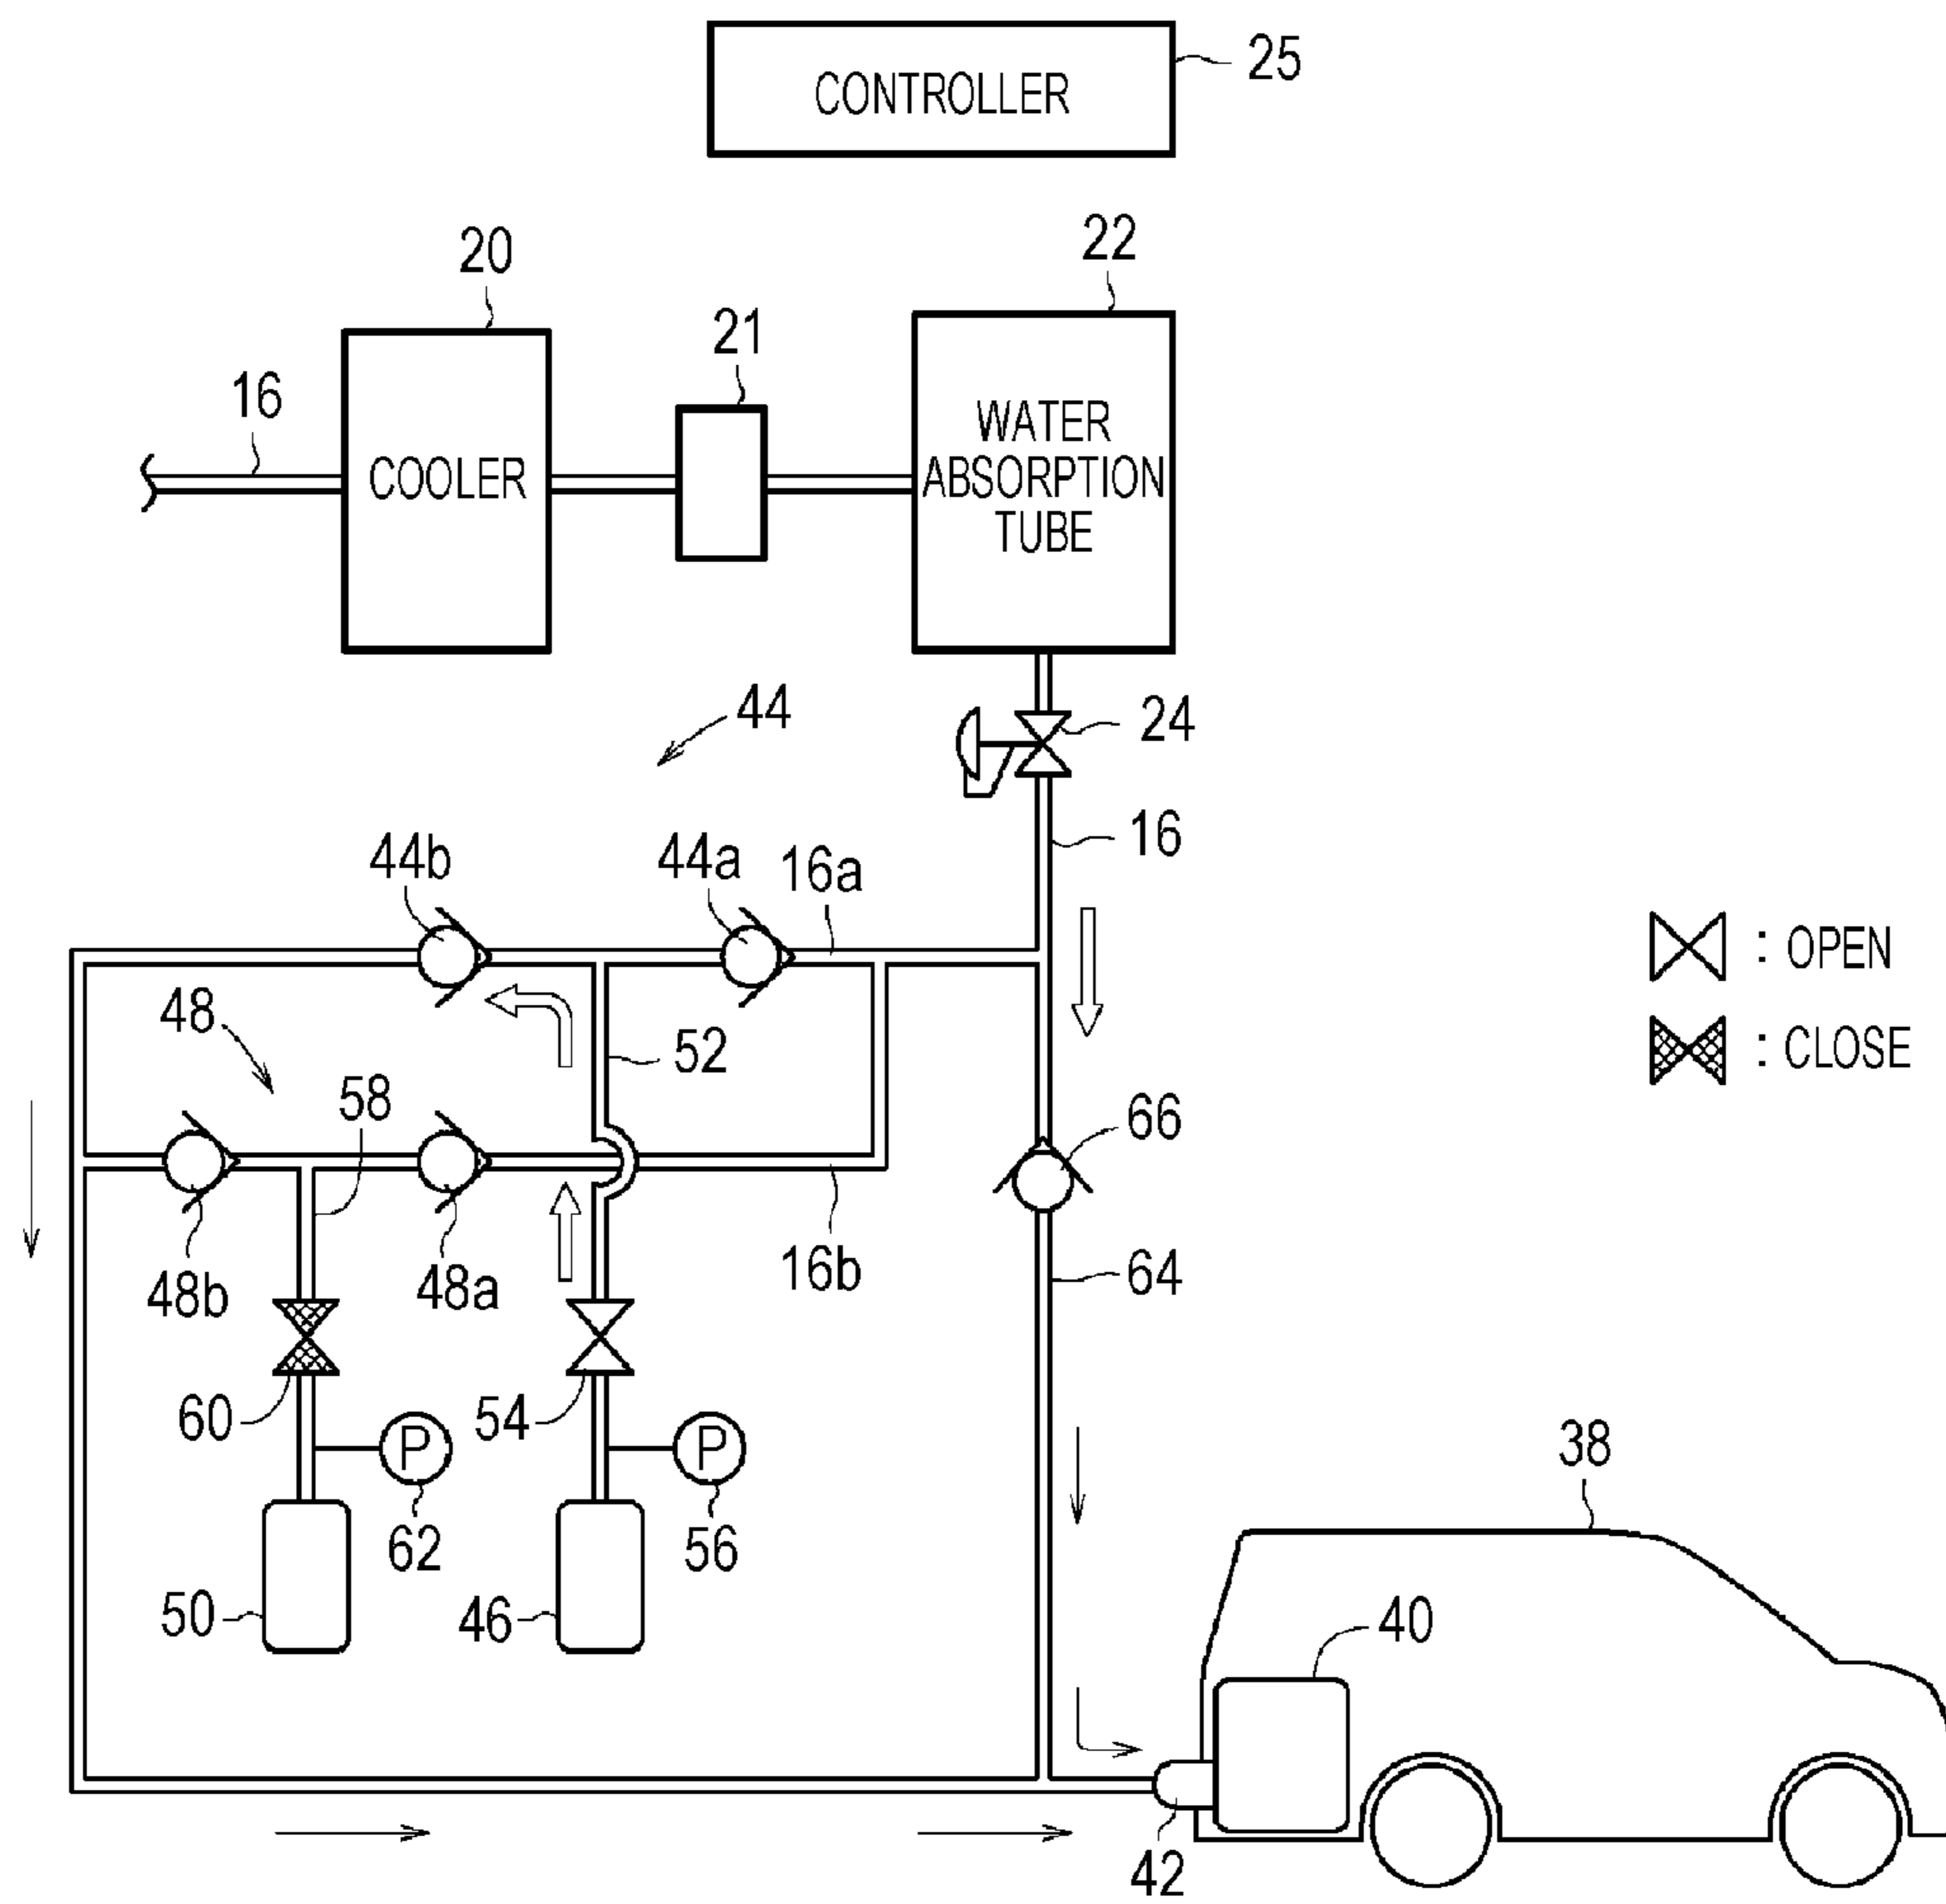 CONTROLLER
25
20
22
21
16
COOLER
WATER
ABSORPTION
TUBE
44
24
16
44b
44a
16a
: OPEN
48
52
: CLOSE
58
66
48b
48a
16b
64
60
54
P
P
38
62
56
50
46
40
42